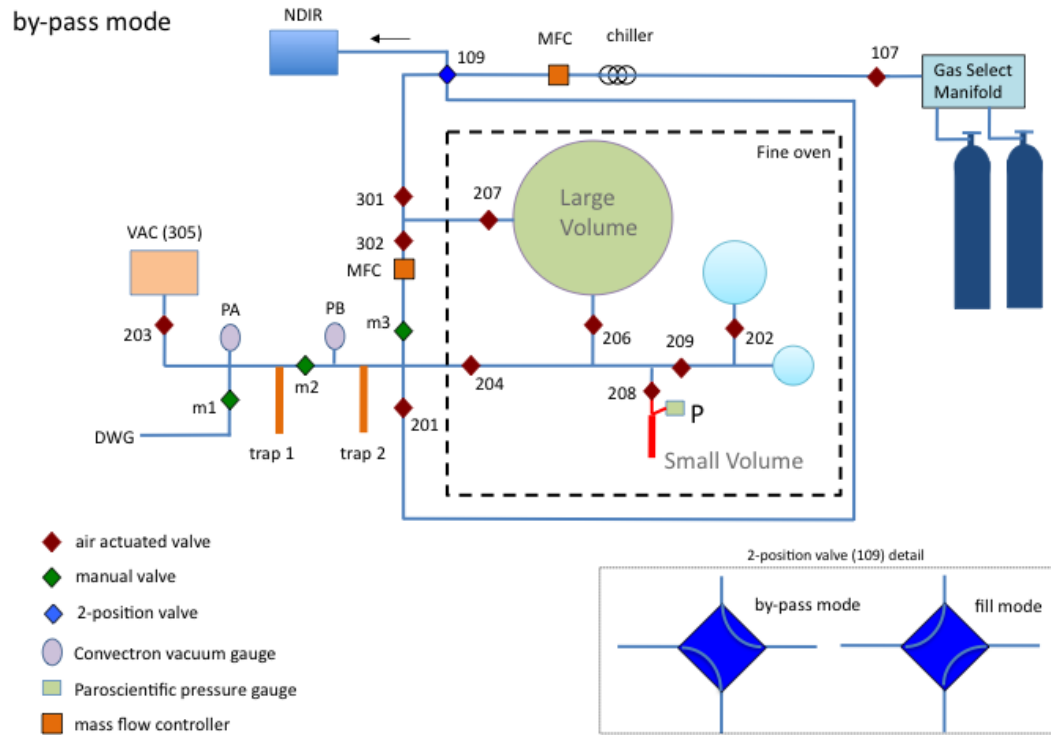 by-pass mode
NDIR
109
MFC
chiller
107
Gas Select
Manifold
Fine oven
301
207
Large
Volume
302
VAC (305)
MFC
PA
PB
m3
203
206
209
202
m2
204
208
m1
201
P
DWG
trap 1
trap 2
Small Volume
air actuated valve
manual valve
2-position valve
Convectron vacuum gauge
Paroscientific pressure gauge
mass flow controller
2-position valve (109) detail
by-pass mode
fill mode